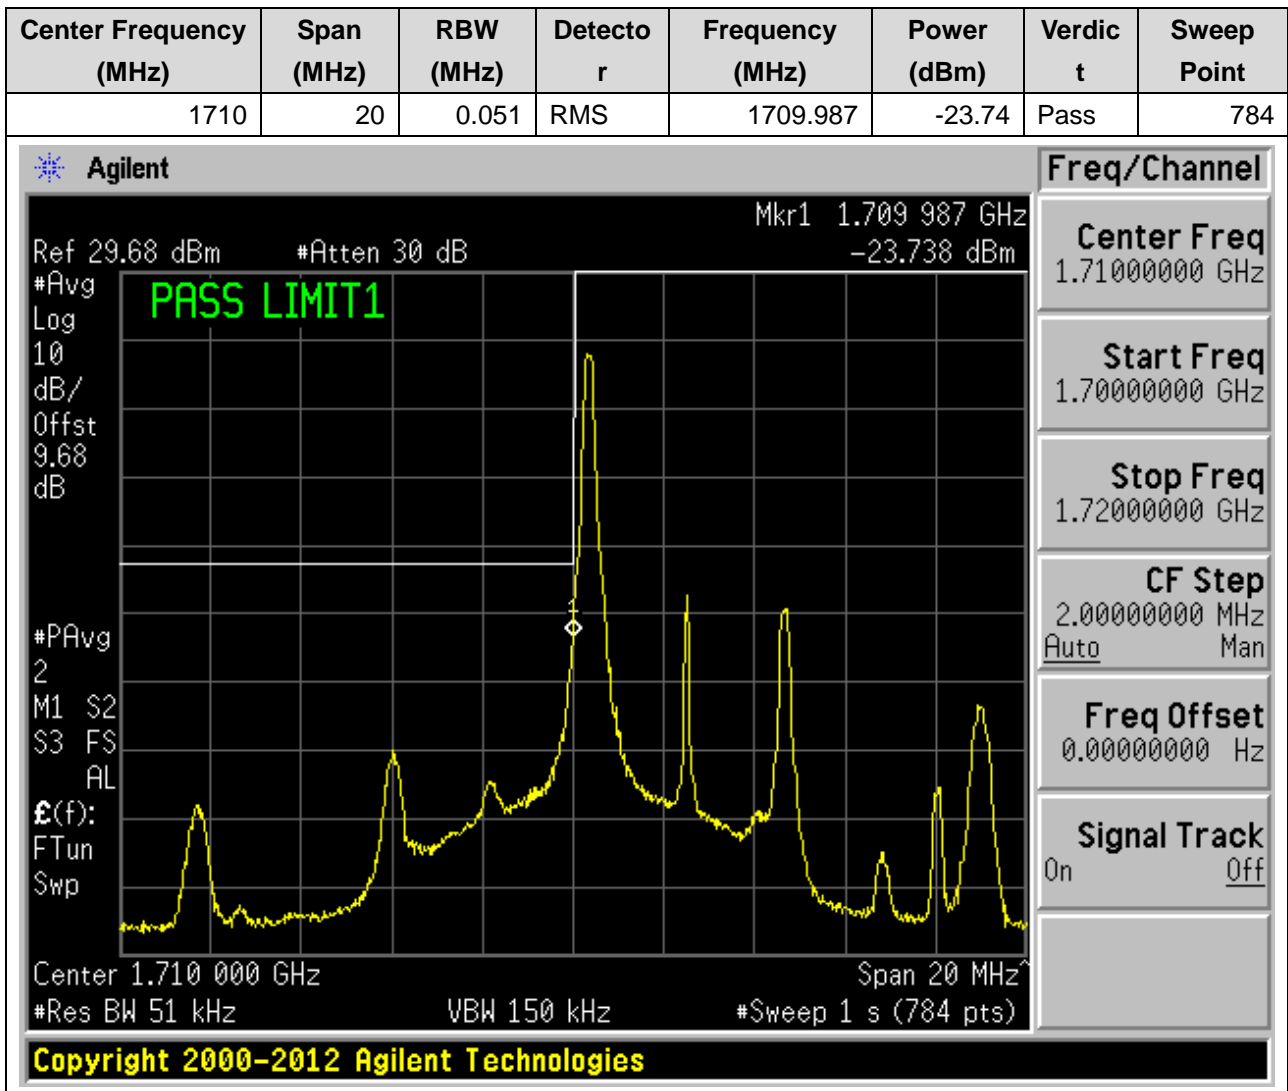 Center Frequency (MHz) Span (MHz) RBW (MHz) Detecto r Frequency (MHz) Power (dBm) Verdic t Sweep Point
1710 20 0.051 RMS 1709.987 -23.74 Pass 784
Agilent
Freq/Channel
Mkr1 1.709 987 GHz
Ref 29.68 dBm #Atten 30 dB -23.738 dBm
#Avg
Log
10
dB/
Offst
9.68
dB
PASS LIMIT1
1
#PAvg
2
M1 S2
S3 FS
AL
£(f):
FTun
Swp
Center 1.710 000 GHz Span 20 MHz^
#Res BW 51 kHz VBW 150 kHz #Sweep 1 s (784 pts)
Center Freq
1.71000000 GHz
Start Freq
1.70000000 GHz
Stop Freq
1.72000000 GHz
CF Step
2.00000000 MHz
Auto Man
Freq Offset
0.00000000 Hz
Signal Track
On Off
Copyright 2000-2012 Agilent Technologies